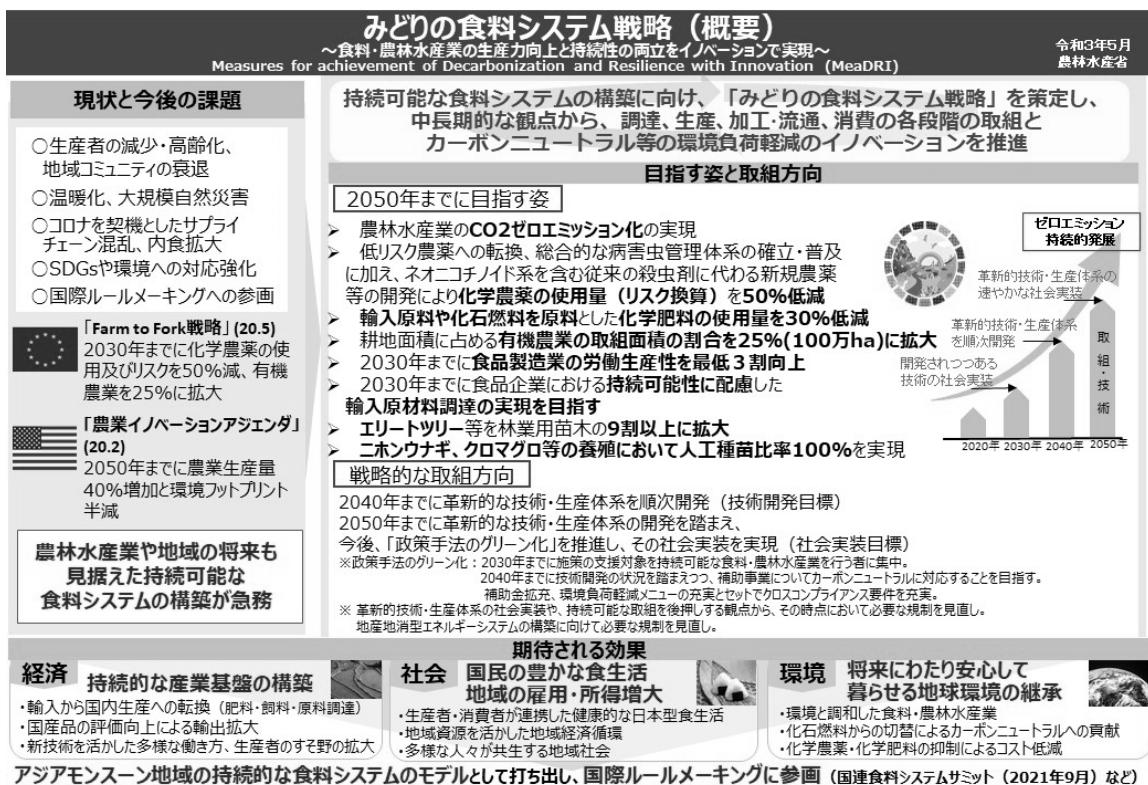 みどりの食料システム戦略（概要）
～食料・農林水産業の生産力向上と持続性の両立をイノベーションで実現～
Measures for achievement of Decarbonization and Resilience with Innovation (MeaDRI)
令和3年5月
農林水産省
現状と今後の課題
○生産者の減少・高齢化、
地域コミュニティの衰退
○温暖化、大規模自然災害
○コロナを契機としたサプライ
チェーン混乱、内食拡大
○SDGsや環境への対応強化
○国際ルールメーキングへの参画
「Farm to Fork戦略」(20.5)
2030年までに化学農薬の使
用及びリスクを50%減、有機
農業を25%に拡大
「農業イノベーションアジェンダ」
(20.2)
2050年までに農業生産量
40%増加と環境フットプリント
半減
農林水産業や地域の将来も
見据えた持続可能な
食料システムの構築が急務
持続可能な食料システムの構築に向け、「みどりの食料システム戦略」を策定し、
中長期的な観点から、調達、生産、加工・流通、消費の各段階の取組と
カーボンニュートラル等の環境負荷軽減のイノベーションを推進
目指す姿と取組方向
2050年までに目指す姿
➢ 農林水産業のCO2ゼロエミッション化の実現
➢ 低リスク農薬への転換、総合的な病害虫管理体系の確立・普及
に加え、ネオニコチノイド系を含む従来の殺虫剤に代わる新規農薬
等の開発により化学農薬の使用量（リスク換算）を50%低減
➢ 輸入原料や化石燃料を原料とした化学肥料の使用量を30%低減
➢ 耕地面積に占める有機農業の取組面積の割合を25%(100万ha)に拡大
➢ 2030年までに食品製造業の労働生産性を最低３割向上
➢ 2030年までに食品企業における持続可能性に配慮した
輸入原材料調達の実現を目指す
➢ エリートツリー等を林業用苗木の9割以上に拡大
➢ ニホンウナギ、クロマグロ等の養殖において人工種苗比率100%を実現
ゼロエミッション
持続的発展
革新的技術・生産体系の
速やかな社会実装
革新的技術・生産体系
を順次開発
開発されつつある
技術の社会実装
取組・技術
2020年 2030年 2040年 2050年
戦略的な取組方向
2040年までに革新的な技術・生産体系を順次開発（技術開発目標）
2050年までに革新的な技術・生産体系の開発を踏まえ、
今後、「政策手法のグリーン化」を推進し、その社会実装を実現（社会実装目標）
※政策手法のグリーン化：2030年までに施策の支援対象を持続可能な食料・農林水産業を行う者に集中。
2040年までに技術開発の状況を踏まえつつ、補助事業についてカーボンニュートラルに対応することを目指す。
補助金拡充、環境負荷軽減メニューの充実とセットでクロスコンプライアンス要件を充実。
※ 革新的技術・生産体系の社会実装や、持続可能な取組を後押しする観点から、その時点において必要な規制を見直し。
地産地消型エネルギーシステムの構築に向けて必要な規制を見直し。
期待される効果
経済
持続的な産業基盤の構築
・輸入から国内生産への転換（肥料・飼料・原料調達）
・国産品の評価向上による輸出拡大
・新技術を活かした多様な働き方、生産者のすそ野の拡大
社会
国民の豊かな食生活
地域の雇用・所得増大
・生産者・消費者が連携した健康的な日本型食生活
・地域資源を活かした地域経済循環
・多様な人々が共生する地域社会
環境
将来にわたり安心して
暮らせる地球環境の継承
・環境と調和した食料・農林水産業
・化石燃料からの切替によるカーボンニュートラルへの貢献
・化学農薬・化学肥料の抑制によるコスト低減
アジアモンスーン地域の持続的な食料システムのモデルとして打ち出し、国際ルールメーキングに参画（国連食料システムサミット（2021年9月）など）